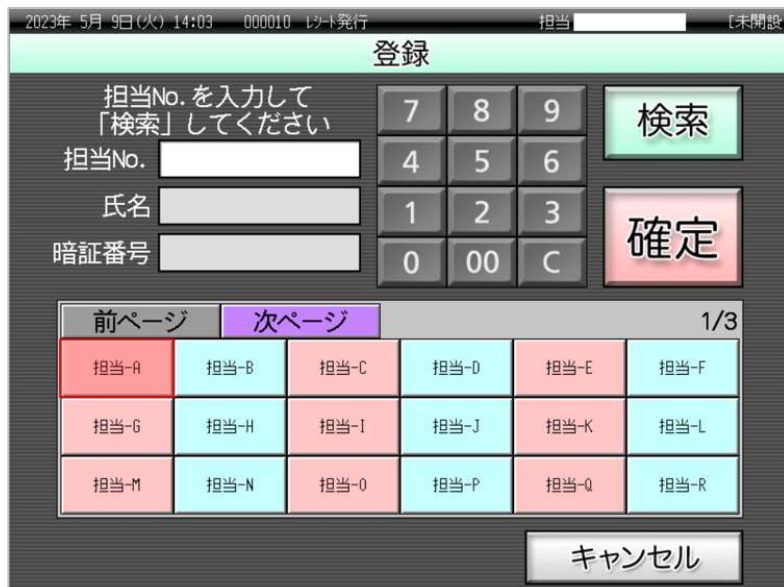 2023年 5月 9日(火) 14:03 000010 レシート発行 担当 [未開設
登録
担当No.を入力して
「検索」してください
担当No.
氏名
暗証番号
7 8 9
4 5 6
1 2 3
0 00 C
検索
確定
前ページ 次ページ 1/3
担当-A 担当-B 担当-C 担当-D 担当-E 担当-F
担当-G 担当-H 担当-I 担当-J 担当-K 担当-L
担当-M 担当-N 担当-O 担当-P 担当-Q 担当-R
キャンセル